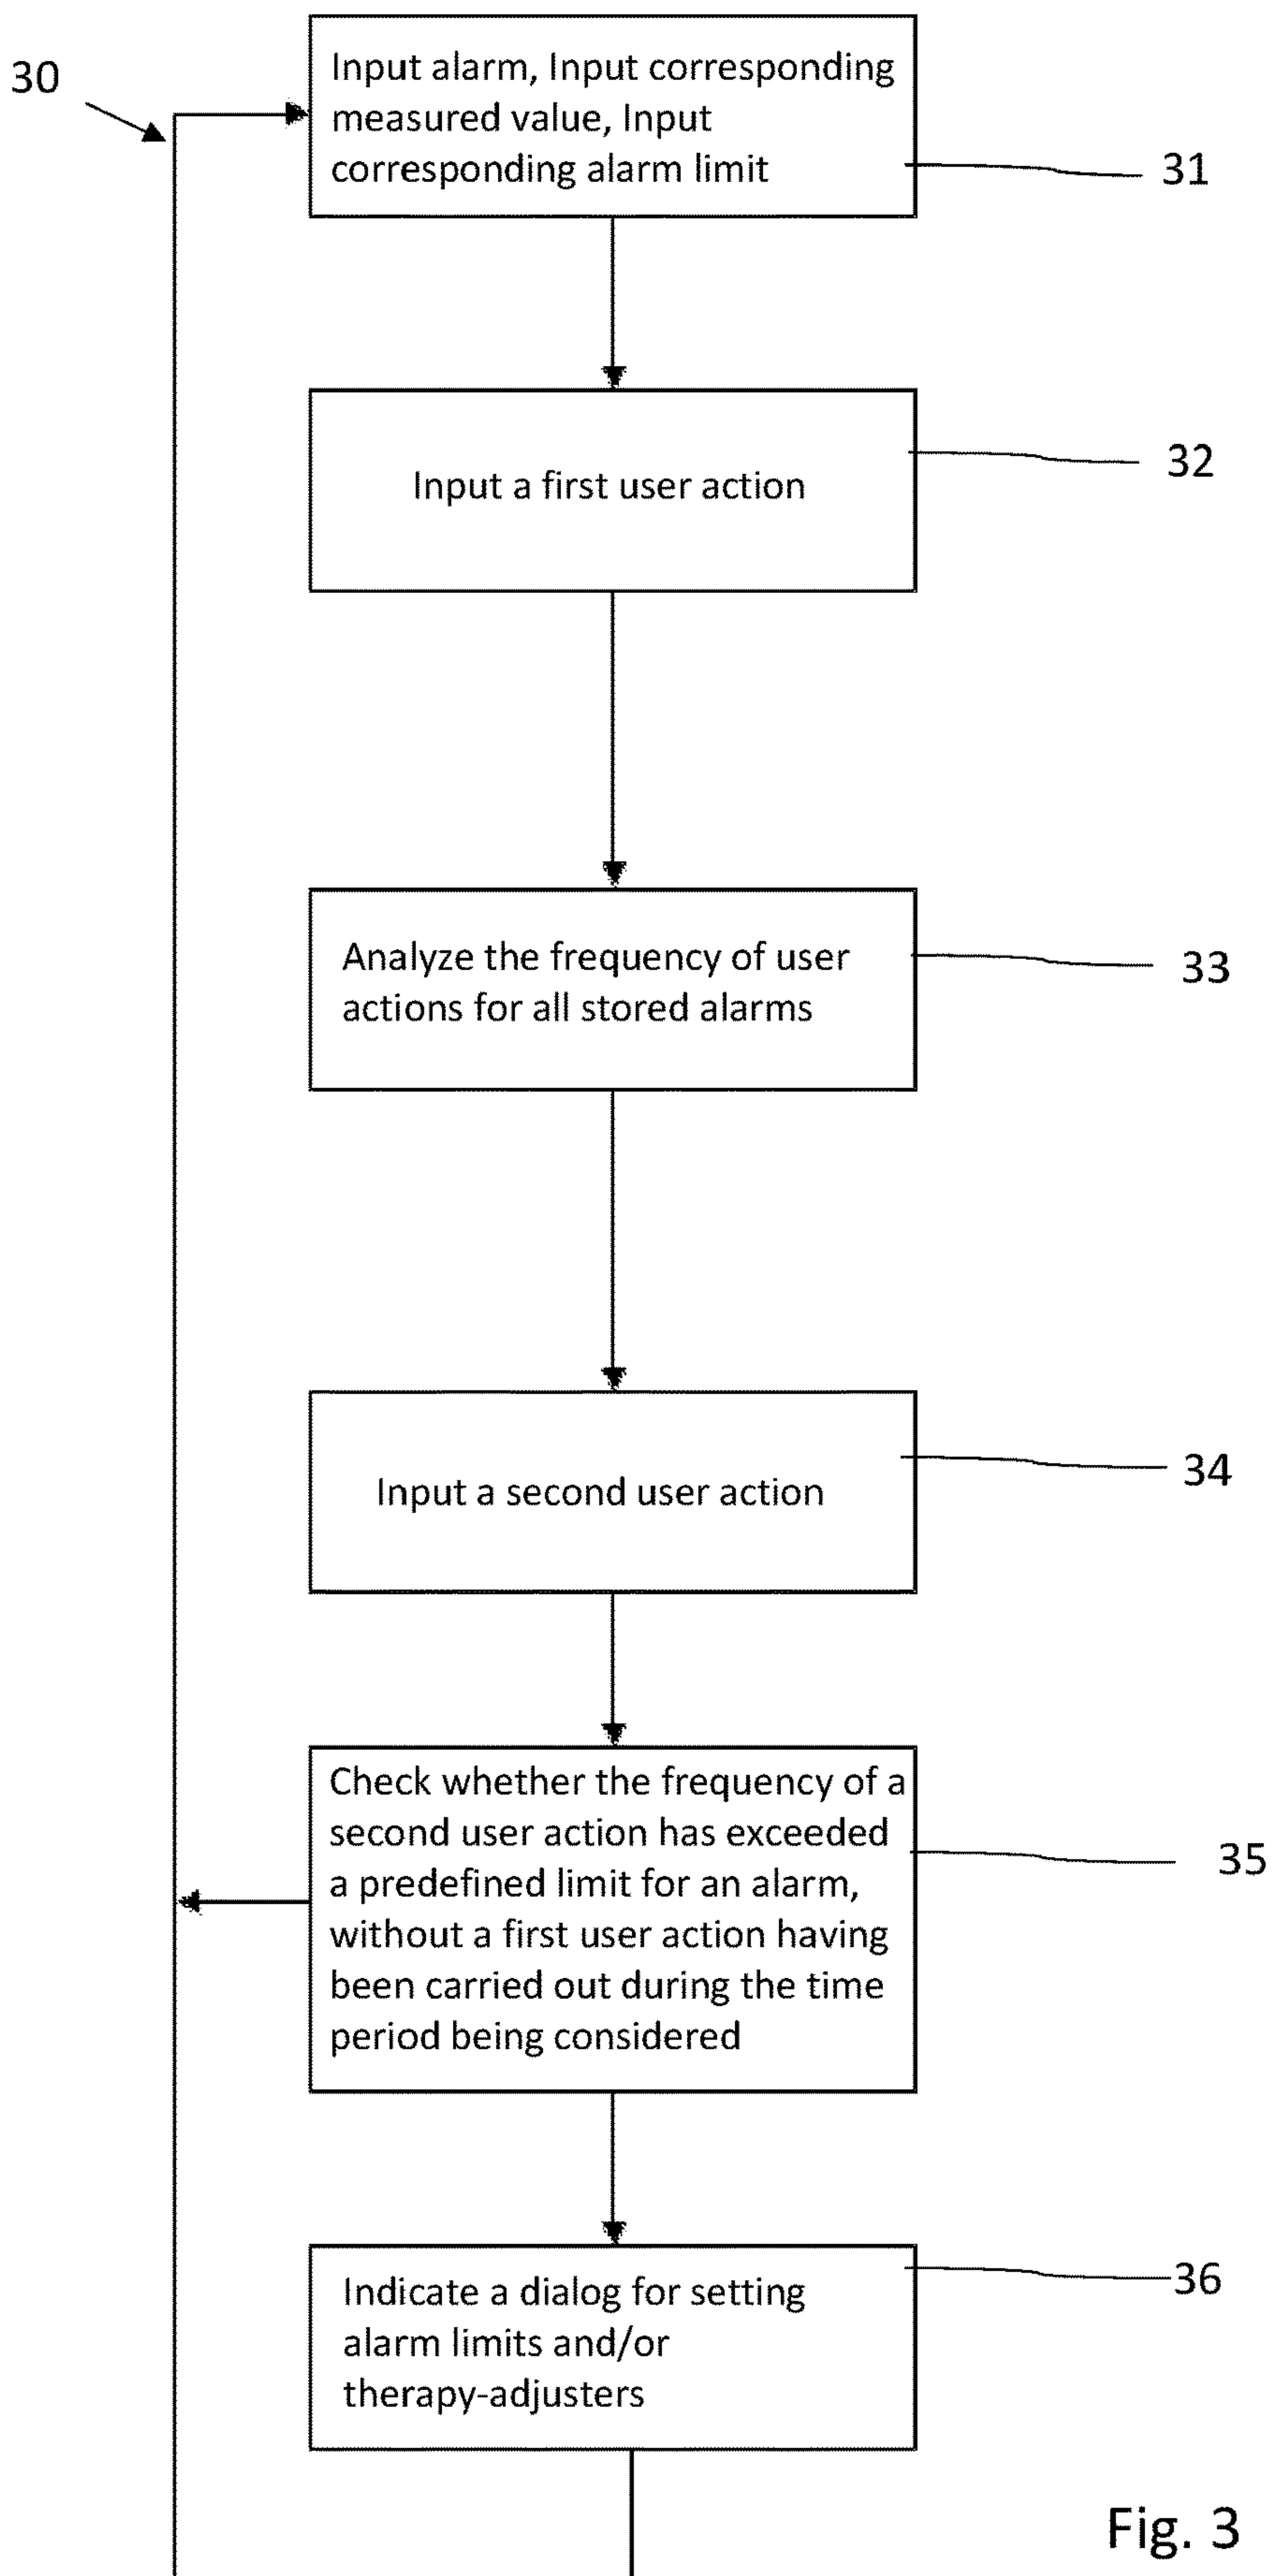 30
Input alarm, Input corresponding
measured value, Input
corresponding alarm limit
31
Input a first user action
32
Analyze the frequency of user
actions for all stored alarms
33
Input a second user action
34
Check whether the frequency of a
second user action has exceeded
a predefined limit for an alarm,
without a first user action having
been carried out during the time
period being considered
35
Indicate a dialog for setting
alarm limits and/or
therapy-adjusters
36
Fig. 3